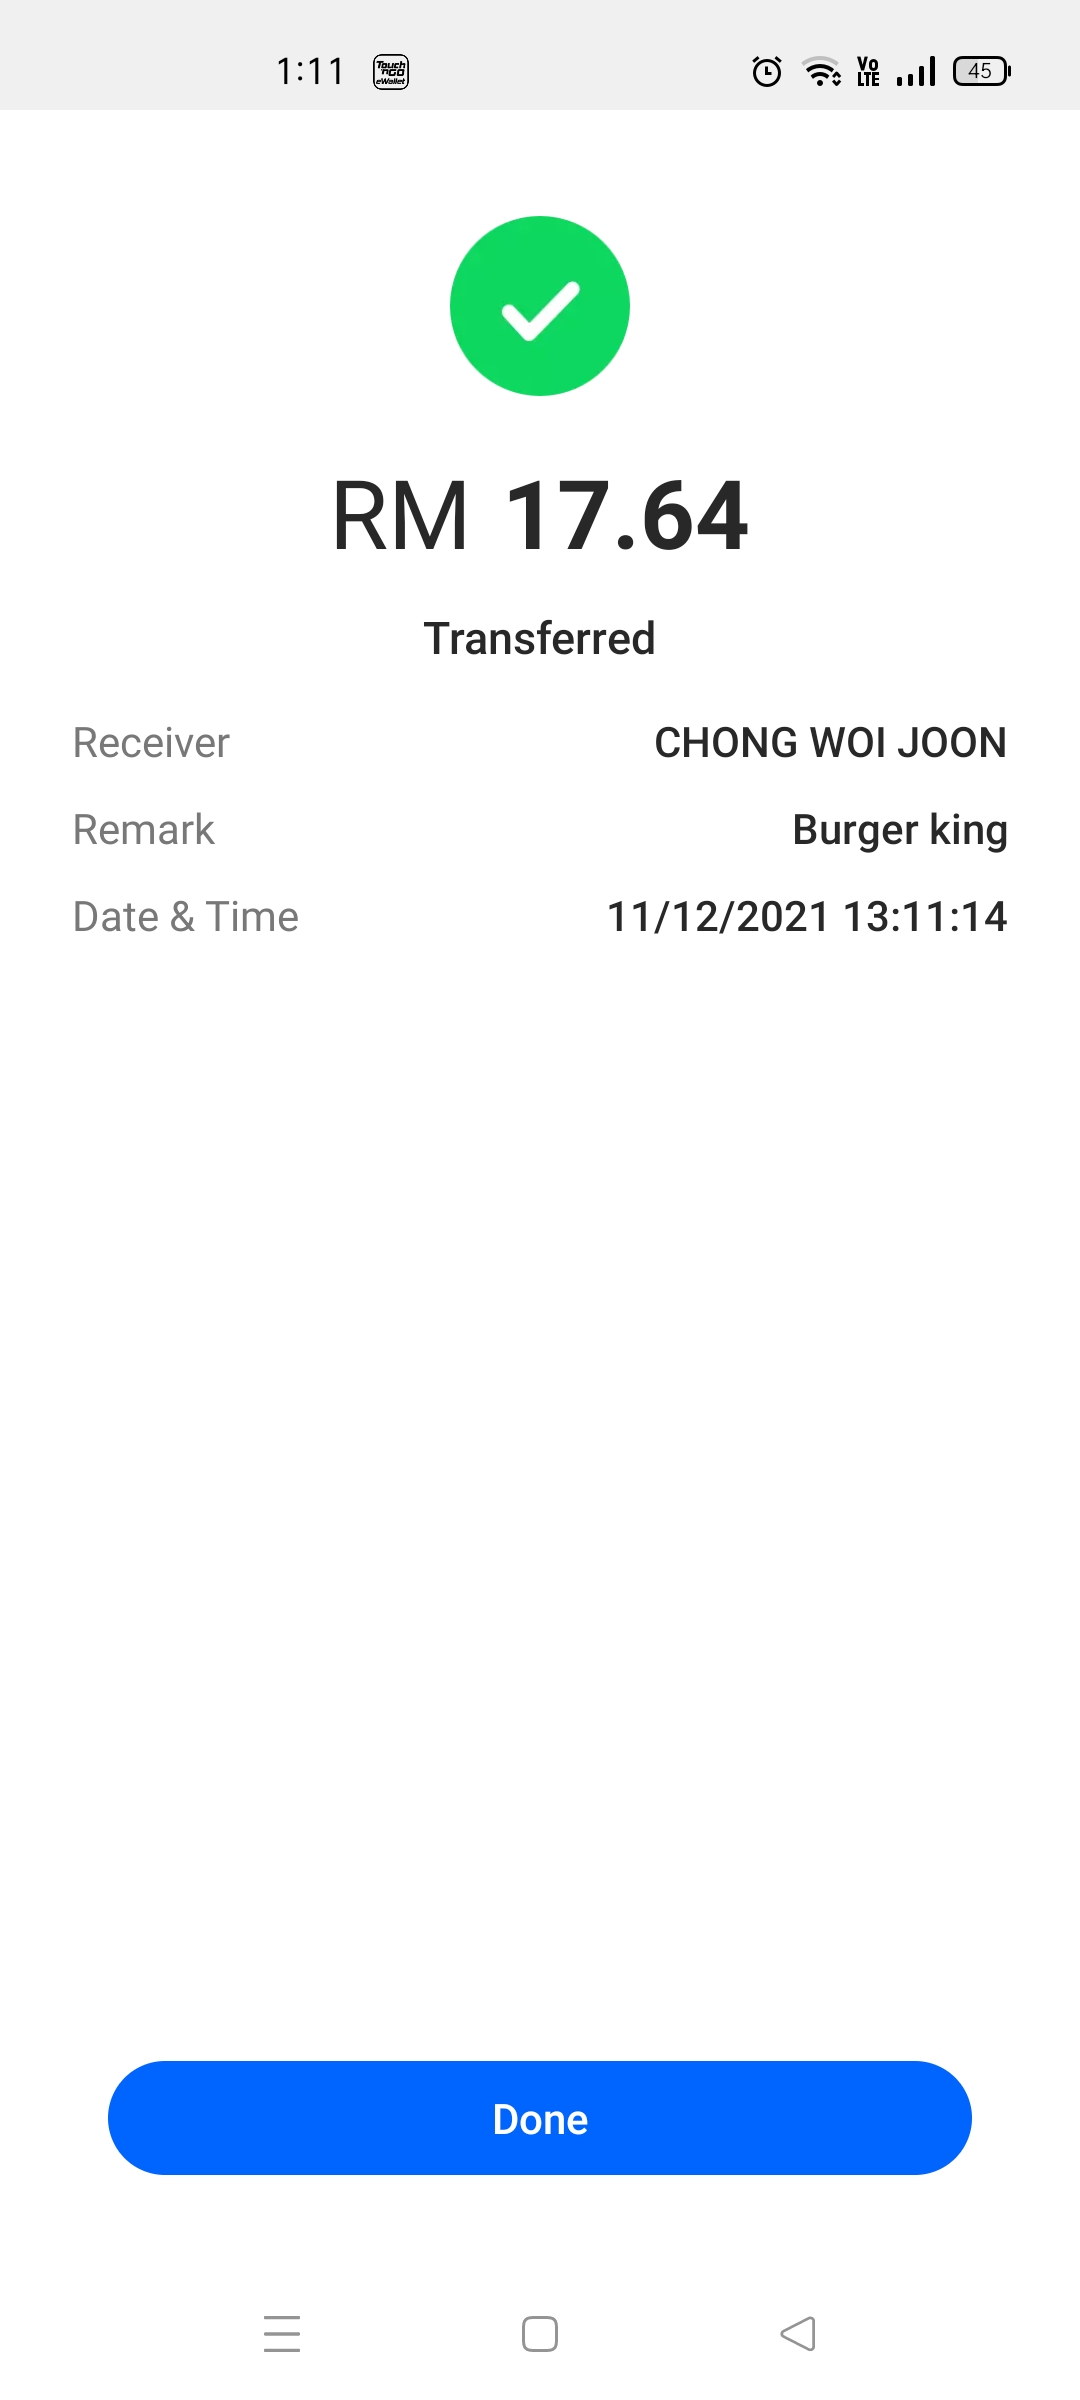 1:11 Touch nGO eWallet Vo LTE 45
RM 17.64
Transferred
Receiver CHONG WOI JOON
Remark Burger king
Date & Time 11/12/2021 13:11:14
Done